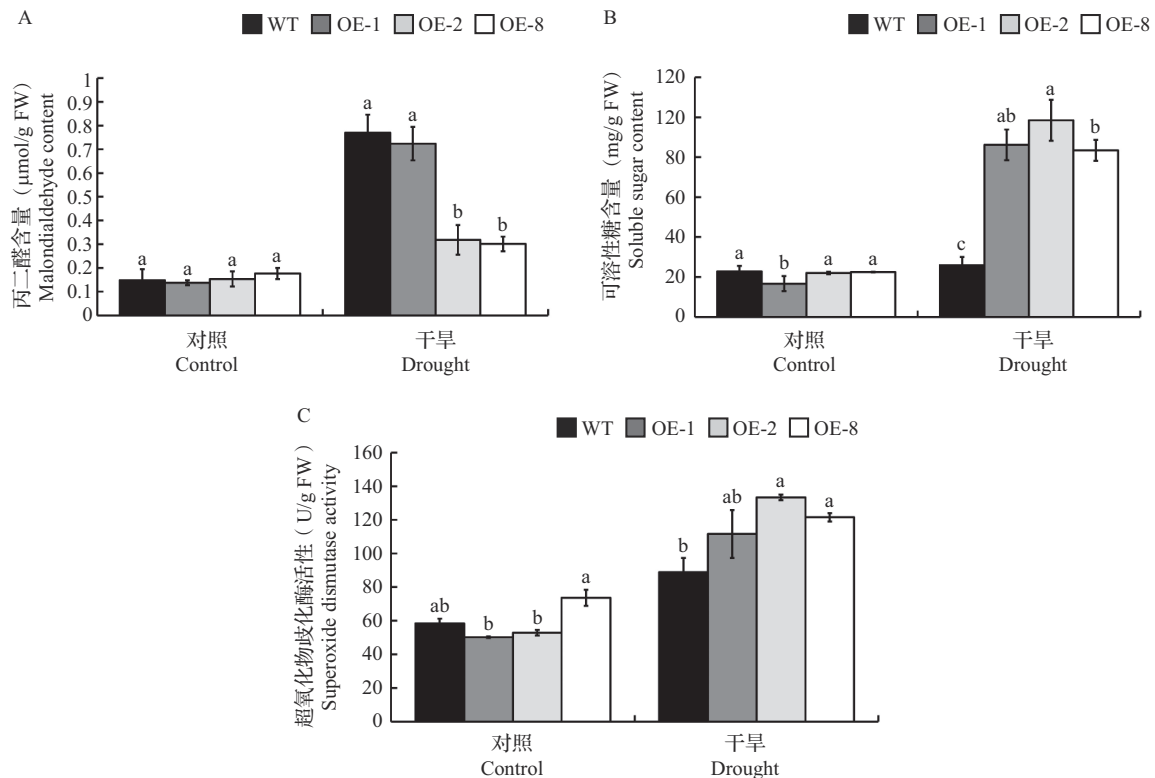 A
WT OE-1 OE-2 OE-8
丙二醛含量（μmol/g FW）
Malondialdehyde content
1
0.9
0.8
0.7
0.6
0.5
0.4
0.3
0.2
0.1
0
a a a a
a a b b
对照
Control
干旱
Drought
B
WT OE-1 OE-2 OE-8
可溶性糖含量（mg/g FW）
Soluble sugar content
120
120
80
60
40
20
0
a b a a
c ab a b
对照
Control
干旱
Drought
C
WT OE-1 OE-2 OE-8
超氧化物歧化酶活性（U/g FW）
Superoxide dismutase activity
160
140
120
100
80
60
40
20
0
ab b b a
b ab a a
对照
Control
干旱
Drought